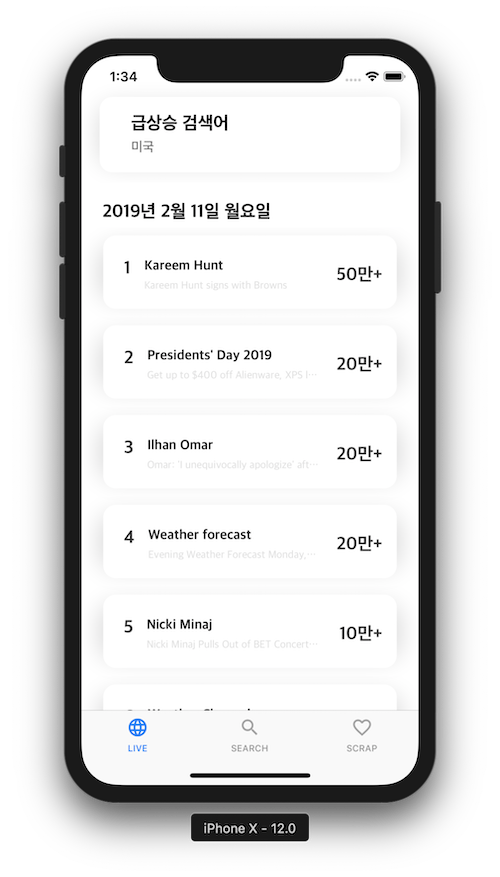 1:34
급상승 검색어
미국
2019년 2월 11일 월요일
1 Kareem Hunt 50만+
Kareem Hunt signs with Browns
2 Presidents' Day 2019 20만+
Get up to $400 off Alienware, XPS l…
3 Ilhan Omar 20만+
Omar: 'I unequivocally apologize' aft…
4 Weather forecast 20만+
Evening Weather Forecast Monday,…
5 Nicki Minaj 10만+
Nicki Minaj Pulls Out of BET Concert…
LIVE SEARCH SCRAP
iPhone X - 12.0